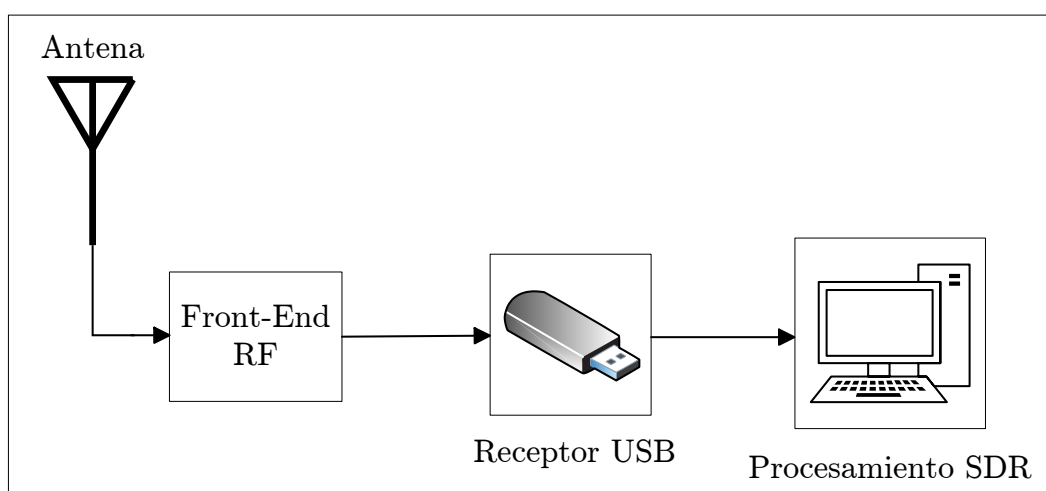 Antena
Front-End
RF
Receptor USB
Procesamiento SDR